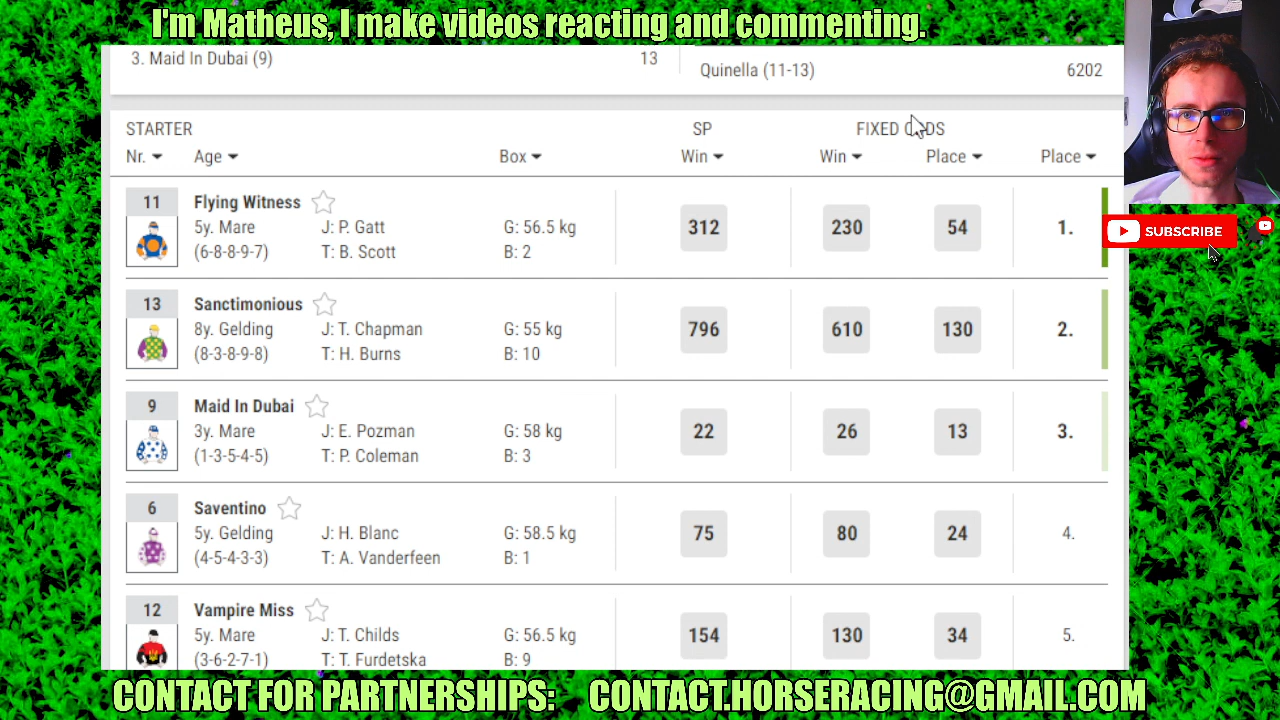 I'm Matheus, I make videos reacting and commenting.
3. Maid In Dubai (9) 13
Quinella (11-13) 6202
STARTER SP FIXED ODDS
Nr. Age Box Win Win Place Place
11 Flying Witness
5y. Mare J: P. Gatt G: 56.5 kg 312 230 54 1.
(6-8-8-9-7) T: B. Scott B: 2
SUBSCRIBE
13 Sanctimonious
8y. Gelding J: T. Chapman G: 55 kg 796 610 130 2.
(8-3-8-9-8) T: H. Burns B: 10
9 Maid In Dubai
3y. Mare J: E. Pozman G: 58 kg 22 26 13 3.
(1-3-5-4-5) T: P. Coleman B: 3
6 Saventino
5y. Gelding J: H. Blanc G: 58.5 kg 75 80 24 4.
(4-5-4-3-3) T: A. Vanderfeen B: 1
12 Vampire Miss
5y. Mare J: T. Childs G: 56.5 kg 154 130 34 5.
(3-6-2-7-1) T: T. Furdetska B: 9
CONTACT FOR PARTNERSHIPS: CONTACT.HORSERACING@GMAIL.COM